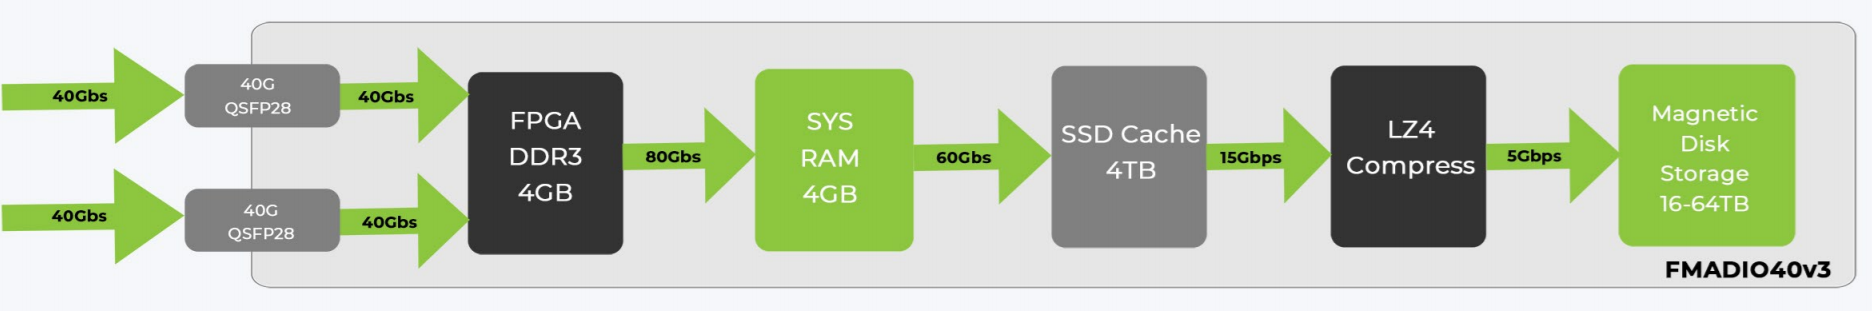 40Gbs
40G
QSFP28
40Gbs
40Gbs
40G
QSFP28
40Gbs
FPGA
DDR3
4GB
80Gbs
SYS
RAM
4GB
60Gbs
SSD Cache
4TB
15Gbps
LZ4
Compress
5Gbps
Magnetic
Disk
Storage
16-64TB
FMADIO40v3